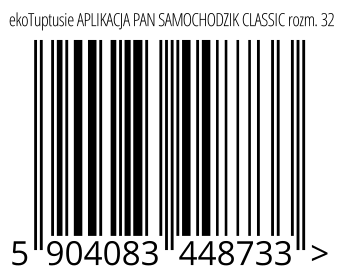 ekoTuptusie APLIKACJA PAN SAMOCHODZIK CLASSIC rozm. 32
5 904083 448733 >